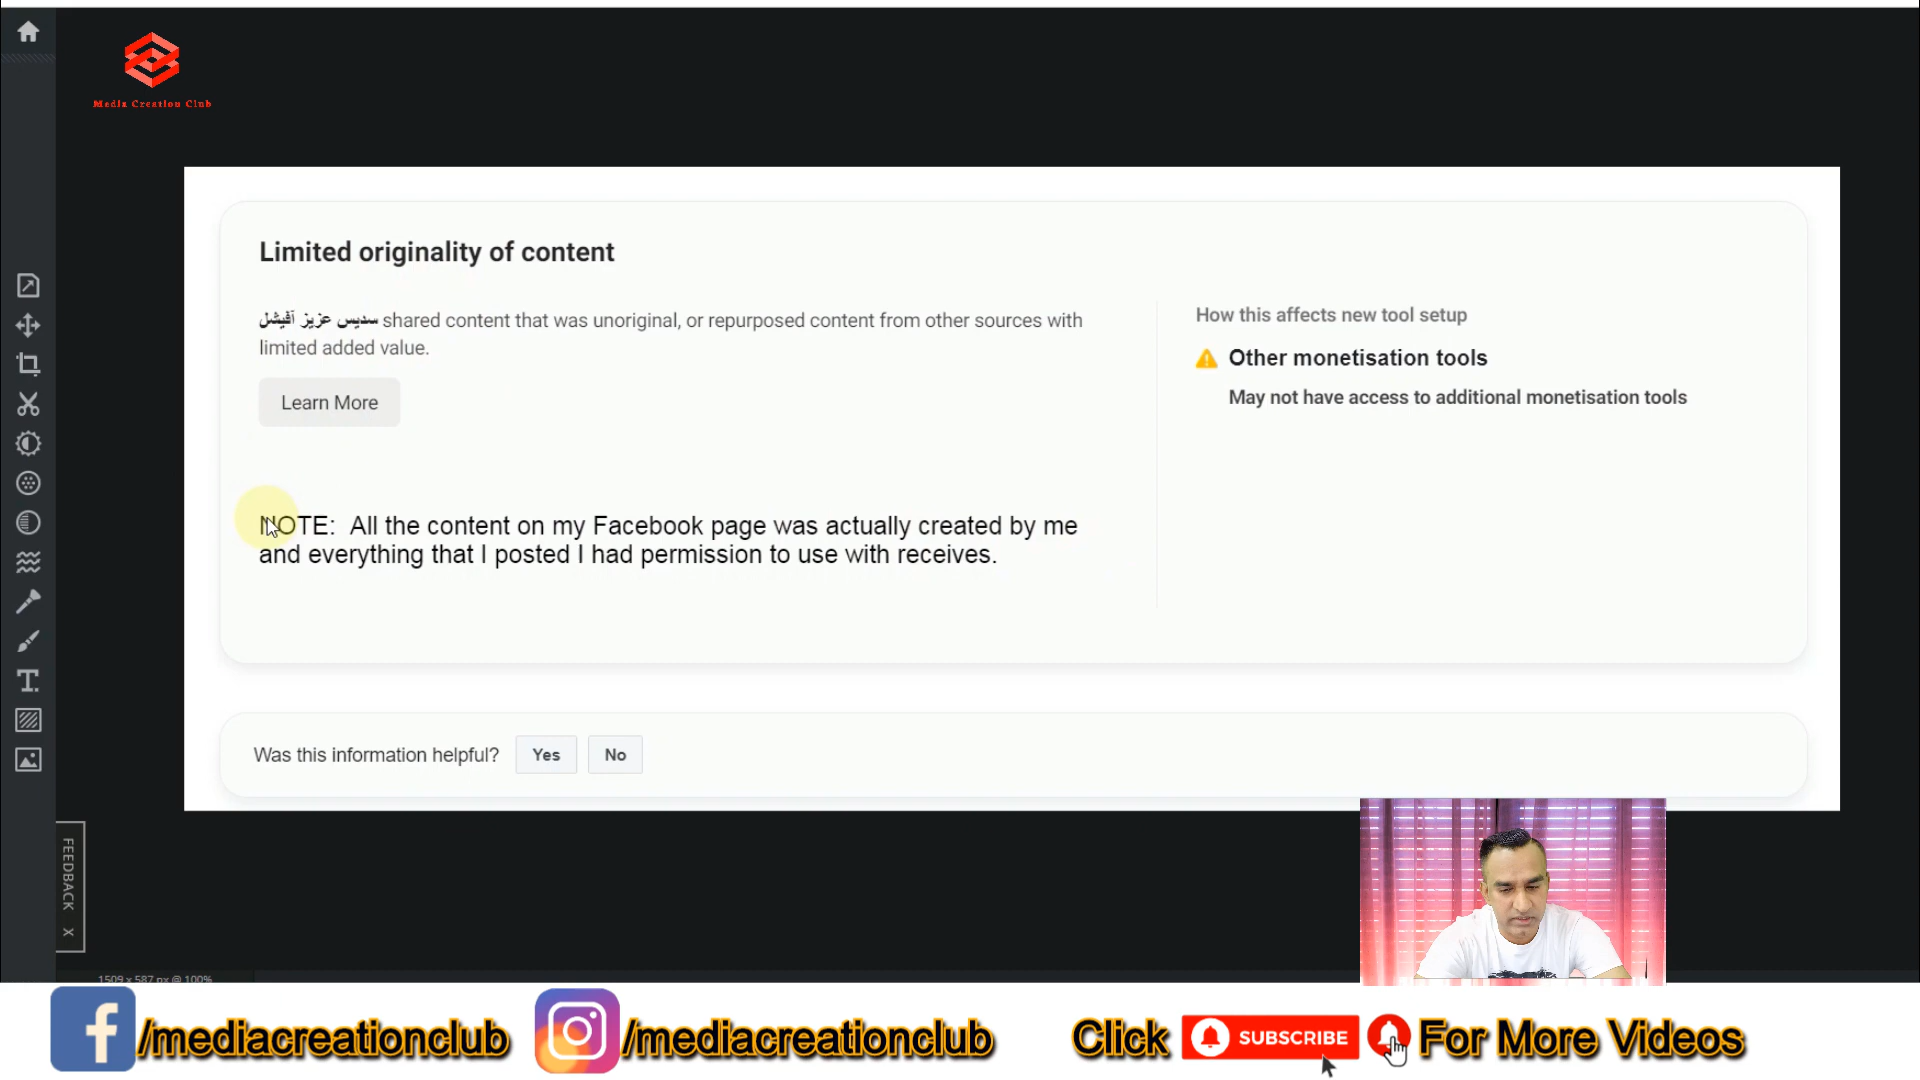 Media Creation Club
Limited originality of content
سدیس عزیز آفیشل shared content that was unoriginal, or repurposed content from other sources with
limited added value.
Learn More
How this affects new tool setup
Other monetisation tools
May not have access to additional monetisation tools
NOTE:  All the content on my Facebook page was actually created by me
and everything that I posted I had permission to use with receives.
Was this information helpful?
Yes
No
FEEDBACK X
1509 x 587 px @ 100%
/mediacreationclub
/mediacreationclub
Click
SUBSCRIBE
For More Videos